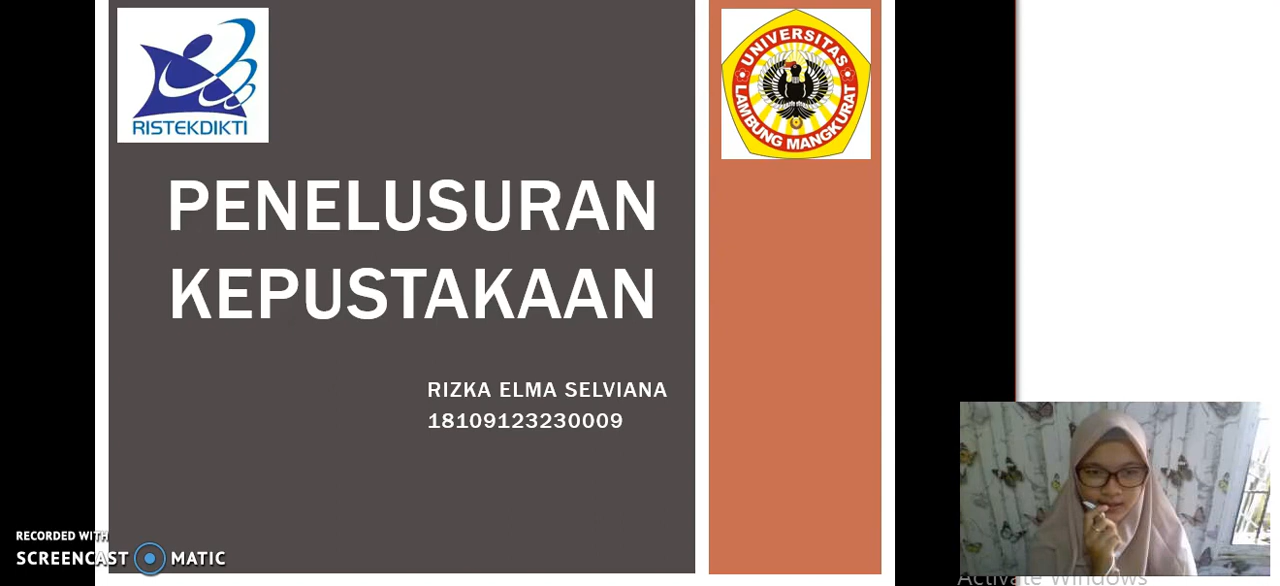 RISTEKDIKTI
UNIVERSITAS
LAMBUNG MANGKURAT
PENELUSURAN
KEPUSTAKAAN
RIZKA ELMA SELVIANA
18109123230009
RECORDED WITH
SCREENCAST MATIC
Activate Windows